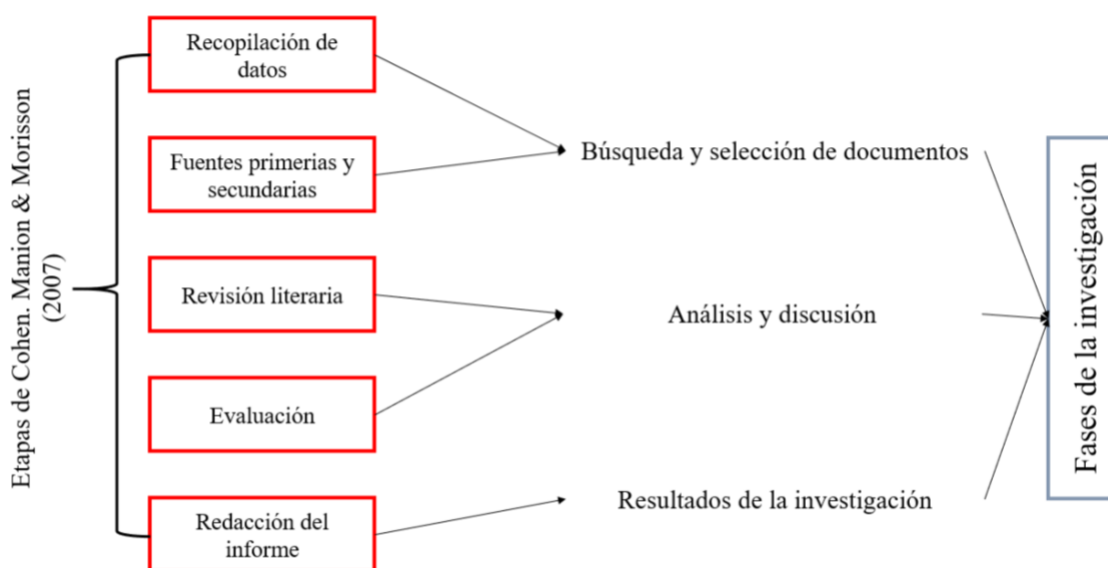 Etapas de Cohen. Manion & Morisson
(2007)
Recopilación de
datos
Fuentes primerias y
secundarias
Revisión literaria
Evaluación
Redacción del
informe
Búsqueda y selección de documentos
Análisis y discusión
Resultados de la investigación
Fases de la investigación